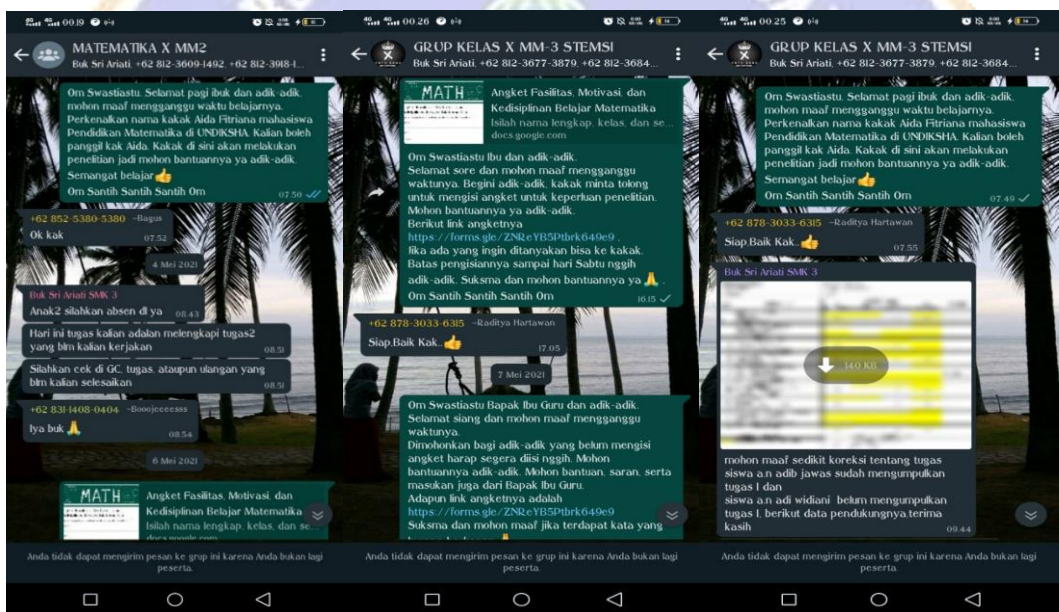 00.19
MATEMATIKA X MM2
Buk Sri Ariati, +62 812-3609-1492, +62 812-3918-1...
Om Swastiastu. Selamat pagi ibuk dan adik-adik,
mohon maaf mengganggu waktu belajarnya.
Perkenalkan nama kakak Aida Fitriana mahasiswa
Pendidikan Matematika di UNDIKSHA. Kalian boleh
panggil kak Aida. Kakak di sini akan melakukan
penelitian jadi mohon bantuannya ya adik-adik.
Semangat belajar👍
Om Santih Santih Santih Om
07.50
+62 852-5380-5380 ~Bagus
Ok kak
07.52
4 Mei 2021
Buk Sri Ariati SMK 3
Anak2 silahkan absen dl ya
08.43
Hari ini tugas kalian adalan melengkapi tugas2
yang blm kalian kerjakan
08.51
Silahkan cek di GC, tugas, ataupun ulangan yang
blm kalian selesaikan
08.51
+62 831-1408-0404 ~Booojceeesss
Iya buk🙏
08.54
6 Mei 2021
MATH
Angket Fasilitas, Motivasi, dan
Kedisiplinan Belajar Matematika
Isilah nama lengkap, kelas, dan se...
docs.google.com
Anda tidak dapat mengirim pesan ke grup ini karena Anda bukan lagi
peserta.
00.26
GRUP KELAS X MM-3 STEMSI
Buk Sri Ariati, +62 812-3677-3879, +62 812-3684...
MATH
Angket Fasilitas, Motivasi, dan
Kedisiplinan Belajar Matematika
Isilah nama lengkap, kelas, dan se...
docs.google.com
Om Swastiastu Ibu dan adik-adik.
Selamat sore dan mohon maaf mengganggu
waktunya. Begini adik-adik, kakak minta tolong
untuk mengisi angket untuk keperluan penelitian.
Mohon bantuannya ya adik-adik.
Berikut link angketnya
https://forms.gle/ZNReYB5Ptbrk649e9 .
Jika ada yang ingin ditanyakan bisa ke kakak.
Batas pengisiannya sampai hari Sabtu nggih
adik-adik. Suksma dan mohon bantuannya ya🙏.
Om Santih Santih Santih Om
16.15
+62 878-3033-6315 ~Raditya Hartawan
Siap,Baik Kak..👍
17.05
7 Mei 2021
Om Swastiastu Bapak Ibu Guru dan adik-adik.
Selamat siang dan mohon maaf mengganggu
waktunya.
Dimohonkan bagi adik-adik yang belum mengisi
angket harap segera diisi nggih. Mohon
bantuannya adik-adik. Mohon bantuan, saran, serta
masukan juga dari Bapak Ibu Guru.
Adapun link angketnya adalah
https://forms.gle/ZNReYB5Ptbrk649e9
Suksma dan mohon maaf jika terdapat kata yang
Anda tidak dapat mengirim pesan ke grup ini karena Anda bukan lagi
peserta.
00.25
GRUP KELAS X MM-3 STEMSI
Buk Sri Ariati, +62 812-3677-3879, +62 812-3684...
Om Swastiastu. Selamat pagi ibuk dan adik-adik,
mohon maaf mengganggu waktu belajarnya.
Perkenalkan nama kakak Aida Fitriana mahasiswa
Pendidikan Matematika di UNDIKSHA. Kalian boleh
panggil kak Aida. Kakak di sini akan melakukan
penelitian jadi mohon bantuannya ya adik-adik.
Semangat belajar👍
Om Santih Santih Santih Om
07.49
+62 878-3033-6315 ~Raditya Hartawan
Siap,Baik Kak..👍
07.55
Buk Sri Ariati SMK 3
140 KB
mohon maaf sedikit koreksi tentang tugas
siswa a.n adib jawas sudah mengumpulkan
tugas 1 dan
siswa a.n adi widiani belum mengumpulkan
tugas 1, berikut data pendukungnya,terima
kasih
09.44
Anda tidak dapat mengirim pesan ke grup ini karena Anda bukan lagi
peserta.